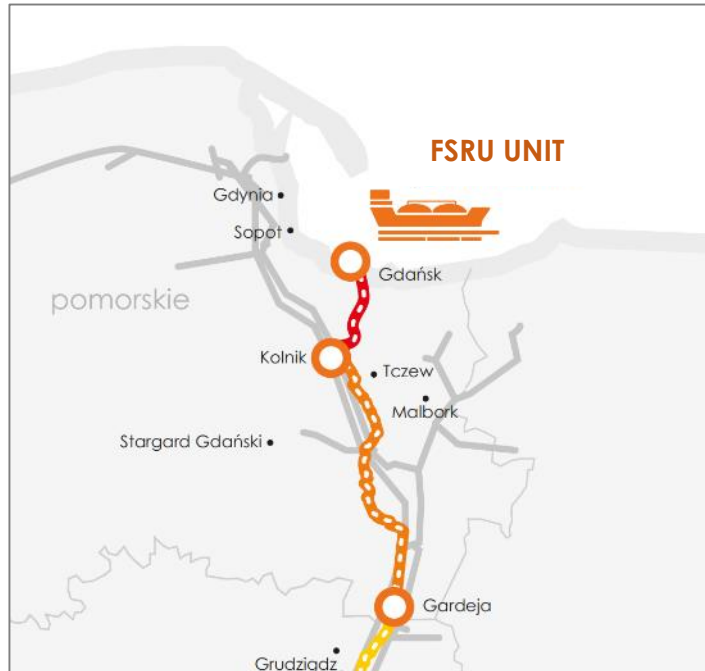 FSRU UNIT
Gdynia
Sopot
Gdańsk
pomorskie
Kolnik
Tczew
Malbork
Stargard Gdański
Gardeja
Grudziądz